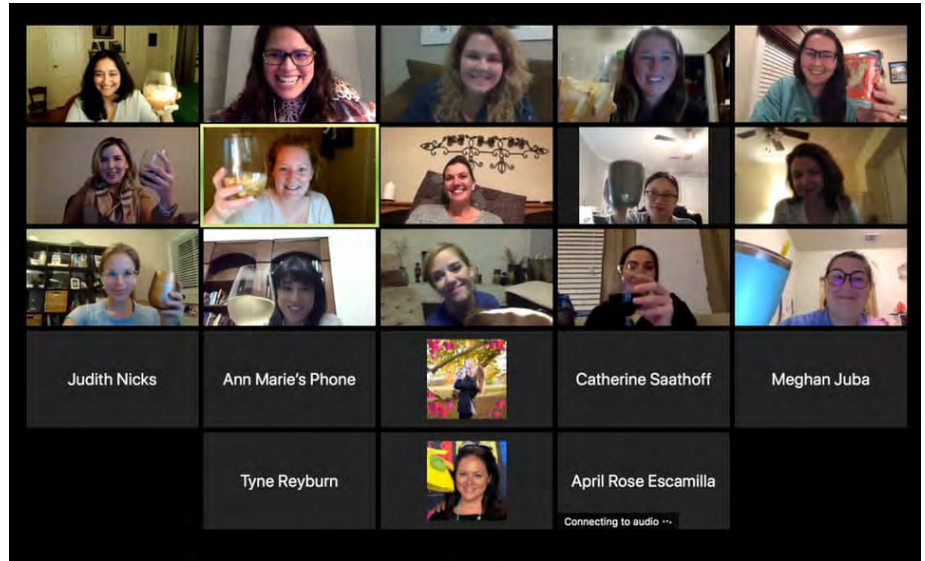 Judith Nicks
Ann Marie's Phone
Catherine Saathoff
Meghan Juba
Tyne Reyburn
April Rose Escamilla
Connecting to audio ···